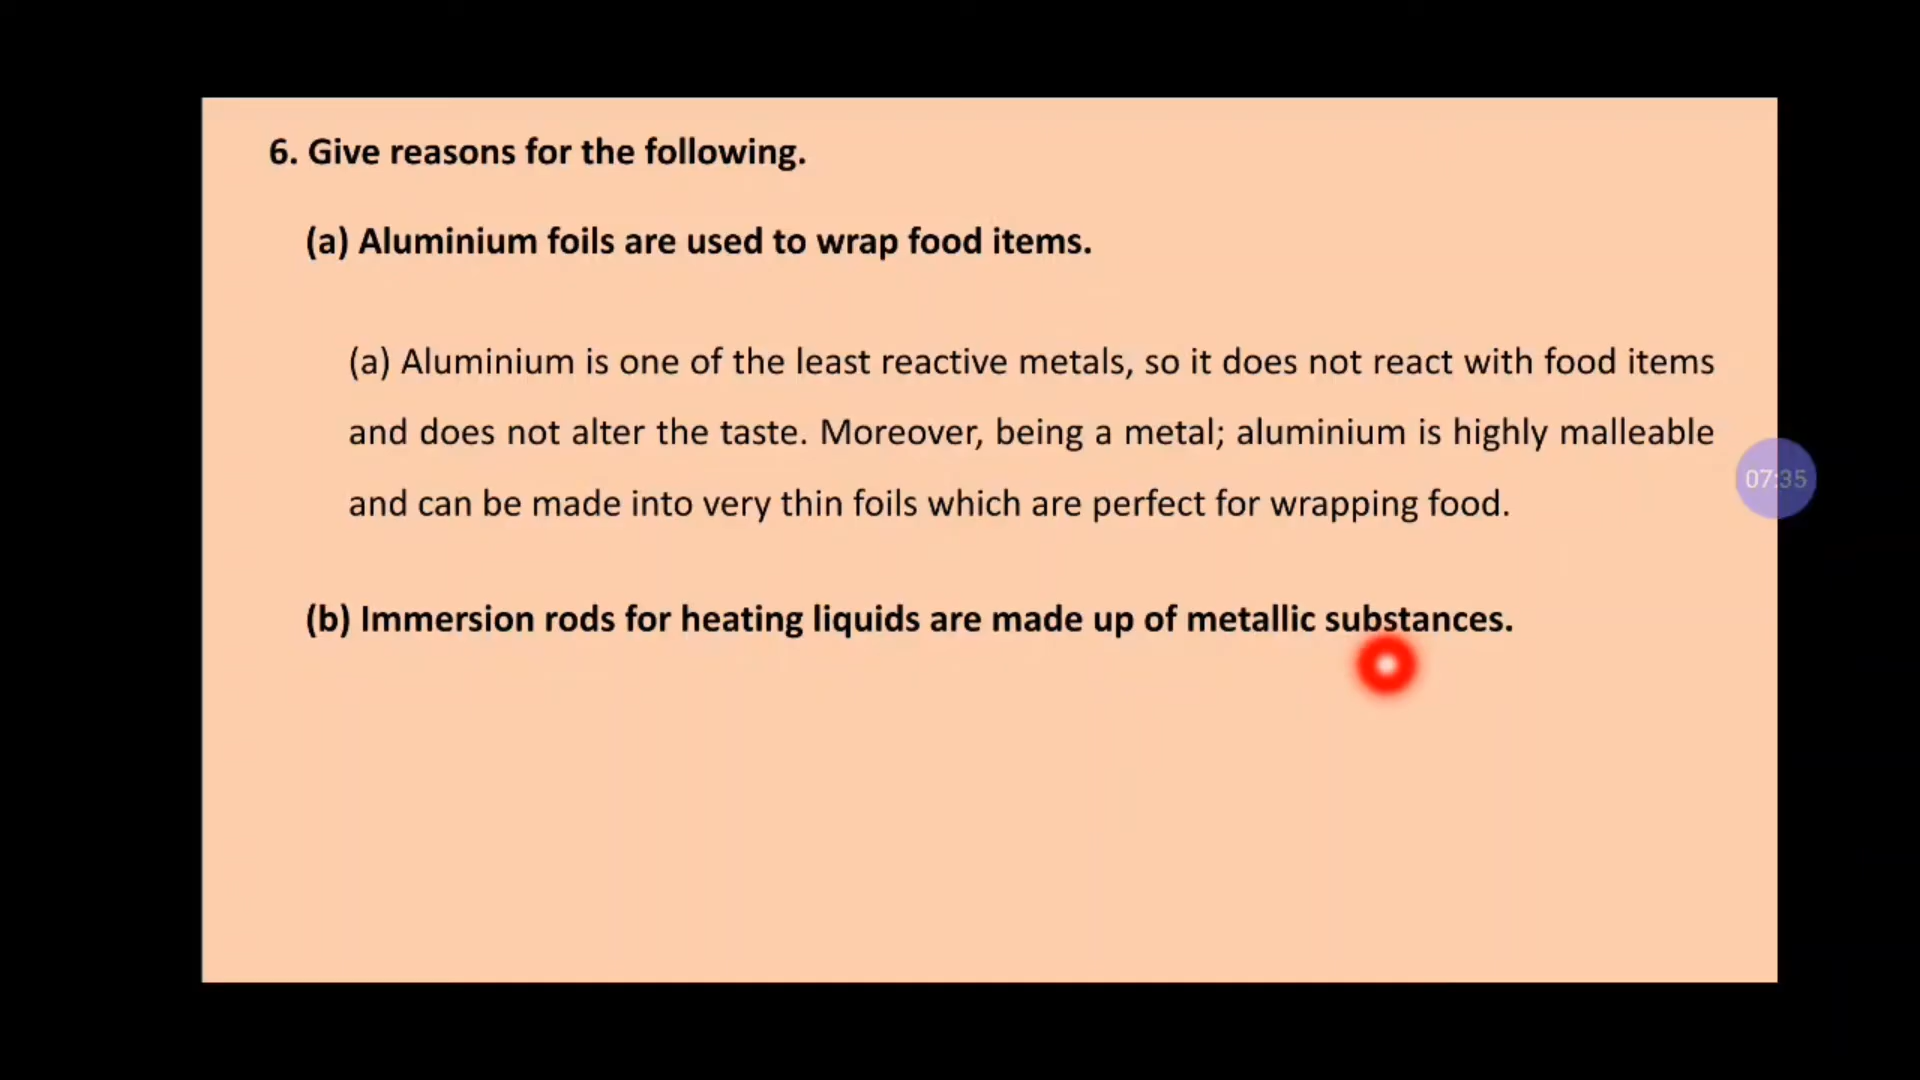 6. Give reasons for the following.
(a) Aluminium foils are used to wrap food items.
(a) Aluminium is one of the least reactive metals, so it does not react with food items
and does not alter the taste. Moreover, being a metal; aluminium is highly malleable
and can be made into very thin foils which are perfect for wrapping food.
07:35
(b) Immersion rods for heating liquids are made up of metallic substances.